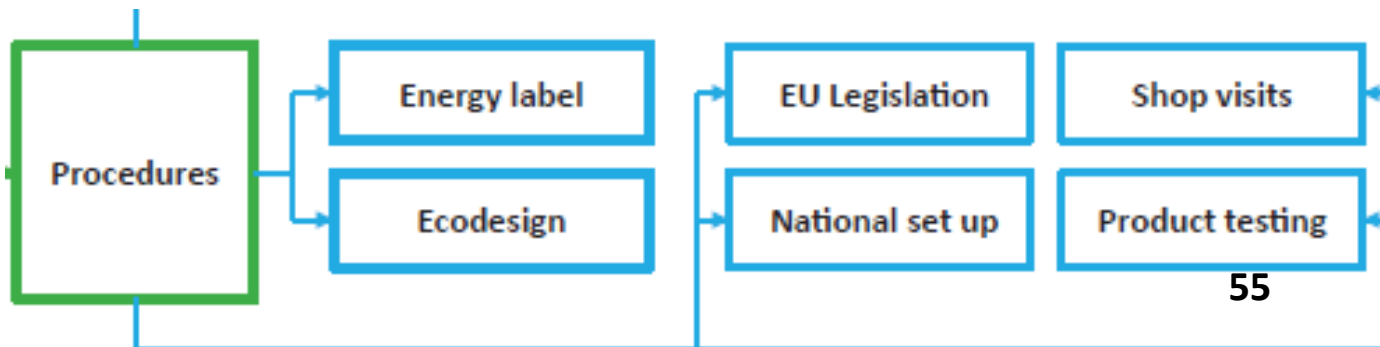 Energy label
EU Legislation
Shop visits
Procedures
Ecodesign
National set up
Product testing
55